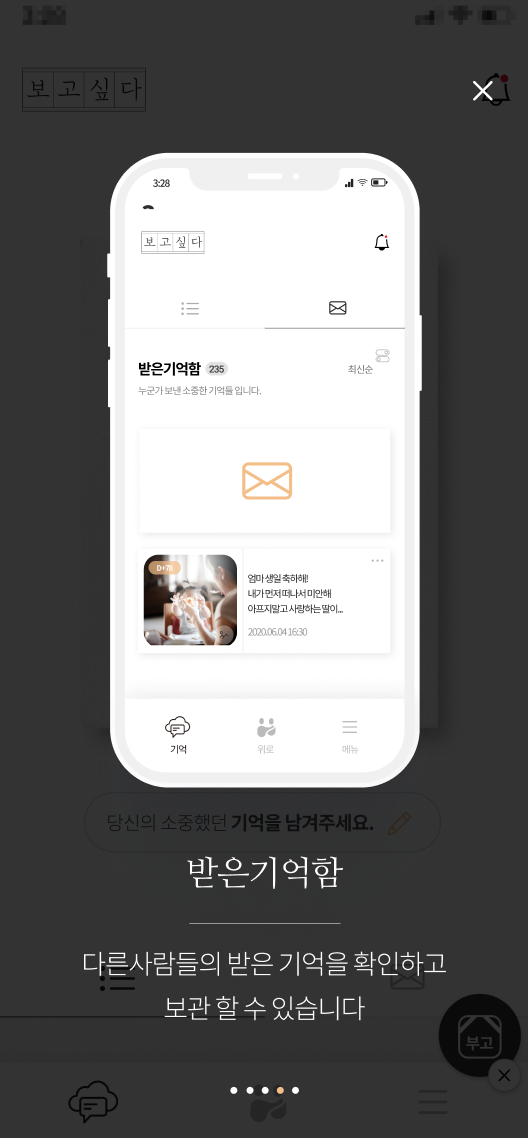 보고싶다
3:28
보고싶다
받은기억함 235
최신순
누군가 보낸 소중한 기억들 입니다.
D+78
엄마 생일 축하해!
내가 먼저 떠나서 미안해
아프지말고 사랑하는 딸이...
2020.06.04 16:30
기억
위로
메뉴
당신의 소중했던 기억을 남겨주세요.
받은기억함
다른사람들의 받은 기억을 확인하고
보관 할 수 있습니다
부고